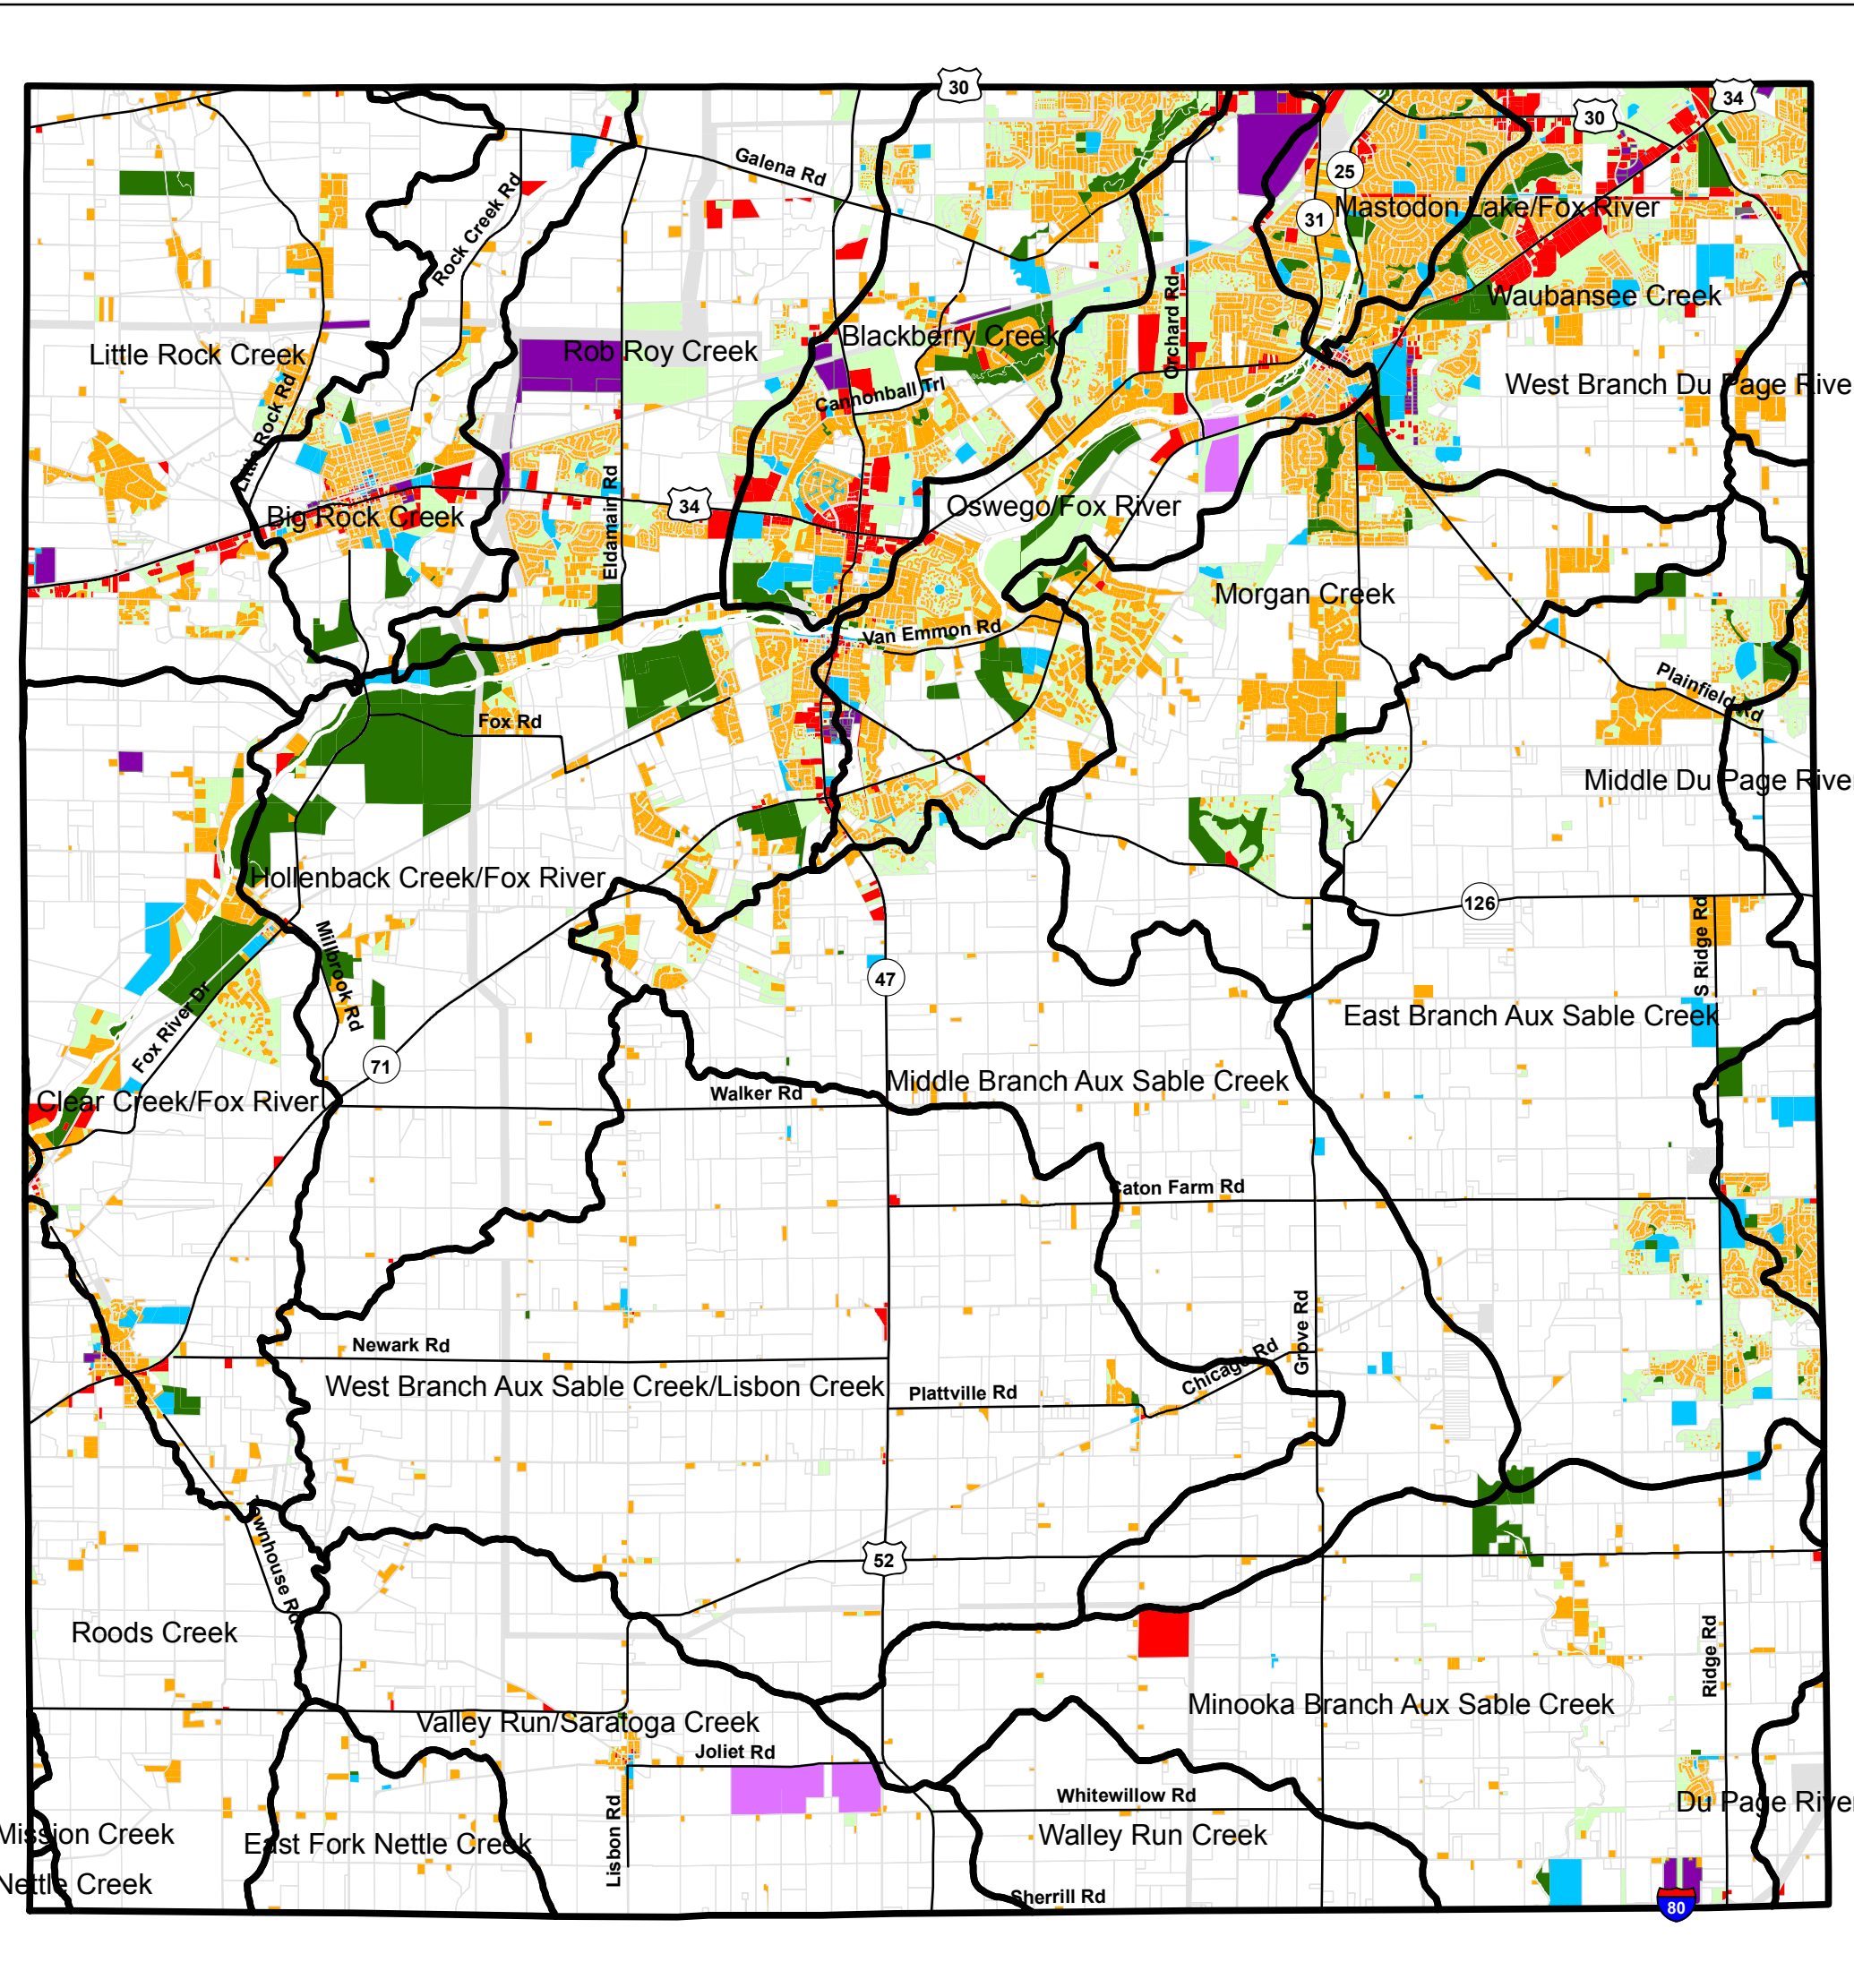 30
34
30
Galena Rd
25
Mastodon Lake/Fox River
31
Rock Creek Rd
Orchard Rd
Waubansee Creek
Blackberry Creek
Rob Roy Creek
Little Rock Creek
West Branch Du Page Rive
Cannonball Trl
Little Rock Rd
34
Oswego/Fox River
Big Rock Creek
Eldamain Rd
Morgan Creek
Van Emmon Rd
Plainfield Rd
Fox Rd
Middle Du Page River
Hollenback Creek/Fox River
126
S Ridge Rd
Millbrook Rd
47
Fox River Dr
East Branch Aux Sable Creek
71
Middle Branch Aux Sable Creek
Walker Rd
Clear Creek/Fox River
Caton Farm Rd
Grove Rd
Newark Rd
Chicago Rd
West Branch Aux Sable Creek/Lisbon Creek
Plattville Rd
Townhouse Rd
52
Roods Creek
Ridge Rd
Minooka Branch Aux Sable Creek
Valley Run/Saratoga Creek
Joliet Rd
Whitewillow Rd
Du Page River
Lisbon Rd
Mission Creek
East Fork Nettle Creek
Walley Run Creek
Nettle Creek
Sherrill Rd
80